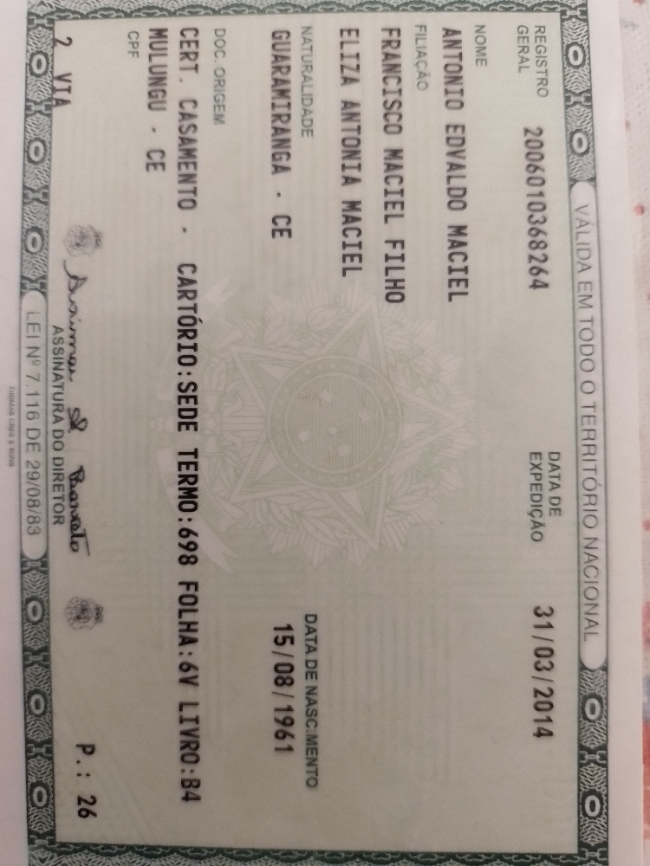 VÁLIDA EM TODO O TERRITÓRIO NACIONAL
REGISTRO GERAL 2006010368264 DATA DE EXPEDIÇÃO 31/03/2014
NOME
ANTONIO EDVALDO MACIEL
FILIAÇÃO
FRANCISCO MACIEL FILHO
ELIZA ANTONIA MACIEL
NATURALIDADE DATA DE NASC.MENTO
GUARAMIRANGA - CE 15/08/1961
DOC. ORIGEM
CERT. CASAMENTO - CARTÓRIO:SEDE TERMO:698 FOLHA:6V LIVRO:B4
MULUNGU - CE
CPF
2 VIA P.: 26
ASSINATURA DO DIRETOR
LEI Nº 7.116 DE 29/08/83